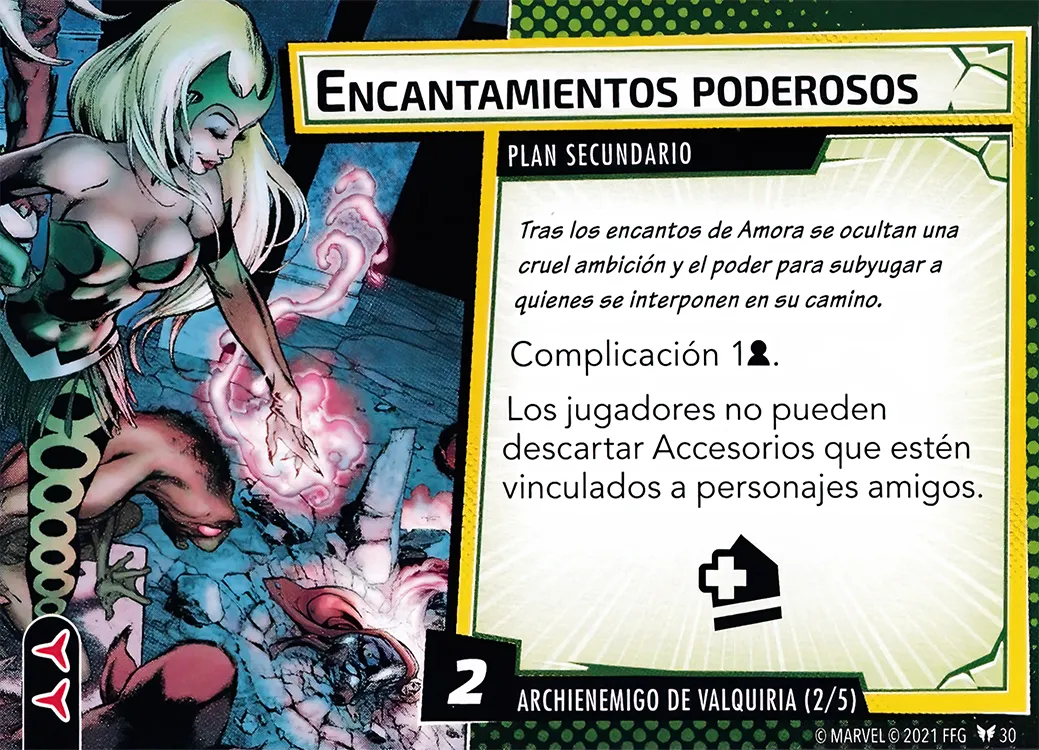 ENCANTAMIENTOS PODEROSOS
PLAN SECUNDARIO
Tras los encantos de Amora se ocultan una
cruel ambición y el poder para subyugar a
quienes se interponen en su camino.
Complicación 1.
Los jugadores no pueden
descartar Accesorios que estén
vinculados a personajes amigos.
2
ARCHIENEMIGO DE VALQUIRIA (2/5)
© MARVEL © 2021 FFG 30